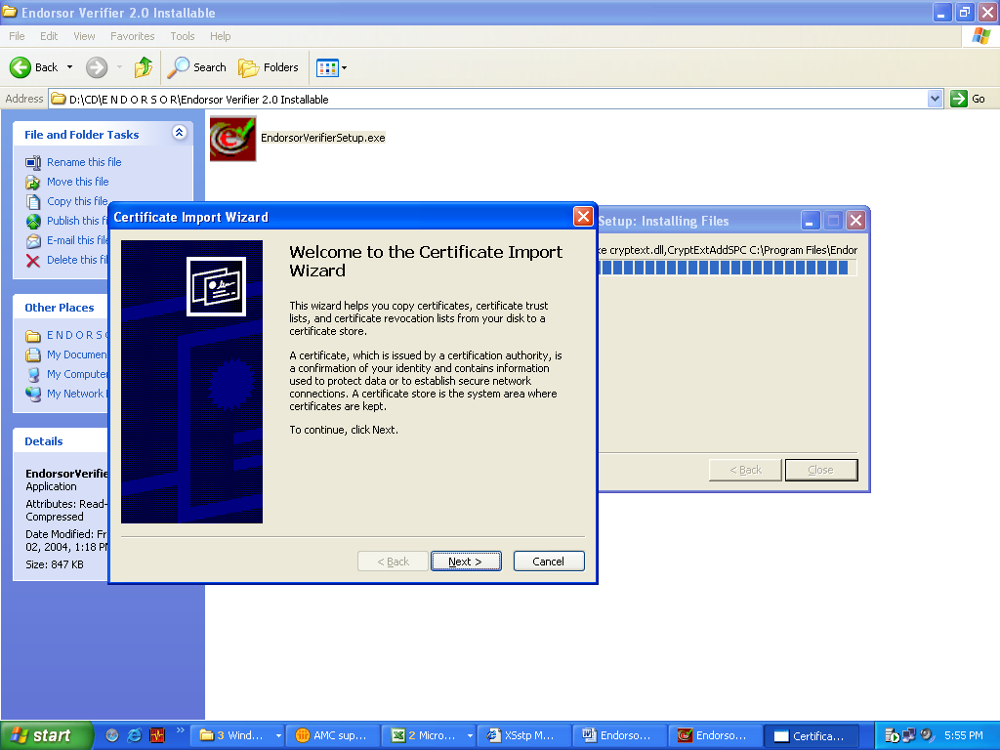 Endorsor Verifier 2.0 Installable
File Edit View Favorites Tools Help
Back Search Folders
Address D:\CD\E N D O R S O R\Endorsor Verifier 2.0 Installable Go
File and Folder Tasks
Rename this file
Move this file
Copy this file
Publish this fi
E-mail this file
Delete this fil
Other Places
E N D O R S O
My Documen
My Compute
My Network
Details
EndorsorVerifie
Application
Attributes: Read-
Compressed
Date Modified: Fr
02, 2004, 1:18 PM
Size: 847 KB
EndorsorVerifierSetup.exe
Certificate Import Wizard
Welcome to the Certificate Import
Wizard
This wizard helps you copy certificates, certificate trust
lists, and certificate revocation lists from your disk to a
certificate store.
A certificate, which is issued by a certification authority, is
a confirmation of your identity and contains information
used to protect data or to establish secure network
connections. A certificate store is the system area where
certificates are kept.
To continue, click Next.
< Back Next > Cancel
Setup: Installing Files
ke cryptext.dll,CryptExtAddSPC C:\Program Files\Endor
< Back Close
start 3 Wind... AMC sup... 2 Micro... XSstp M... Endorso... Endorso... Certifica... 5:55 PM